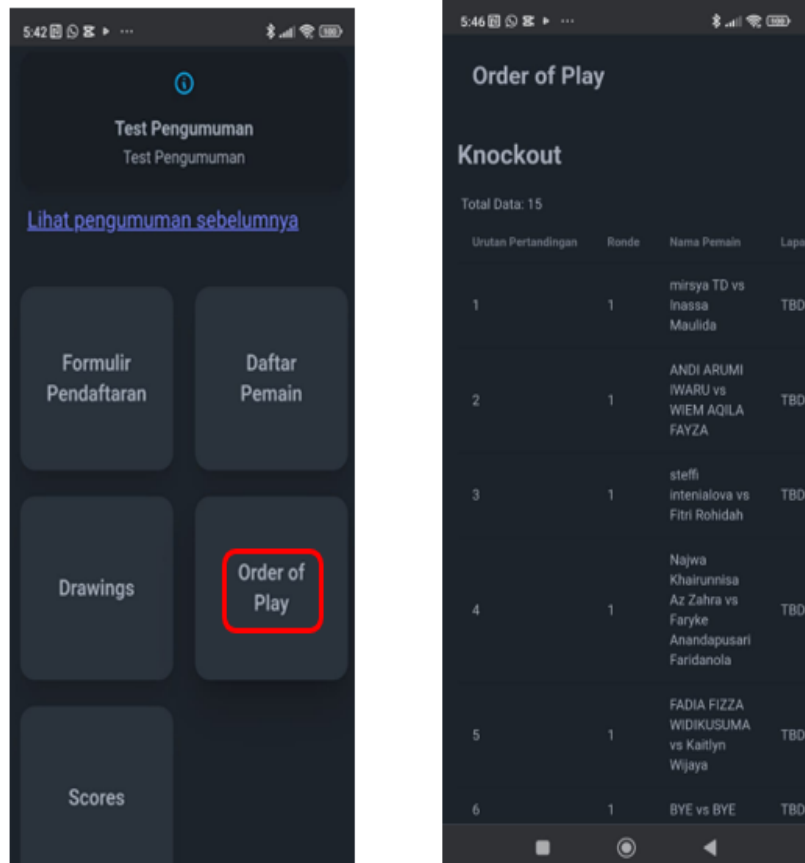 5:42
100
Test Pengumuman
Test Pengumuman
Lihat pengumuman sebelumnya
Formulir
Pendaftaran
Daftar
Pemain
Drawings
Order of
Play
Scores
5:46
100
Order of Play
Knockout
Total Data: 15
Urutan Pertandingan Ronde Nama Pemain Lapa
1 1 mirsya TD vs
Inassa
Maulida TBD
2 1 ANDI ARUMI
IWARU vs
WIEM AQILA
FAYZA TBD
3 1 steffi
intenialova vs
Fitri Rohidah TBD
4 1 Najwa
Khairunnisa
Az Zahra vs
Faryke
Anandapusari
Faridanola TBD
5 1 FADIA FIZZA
WIDIKUSUMA
vs Kaitlyn
Wijaya TBD
6 1 BYE vs BYE TBD